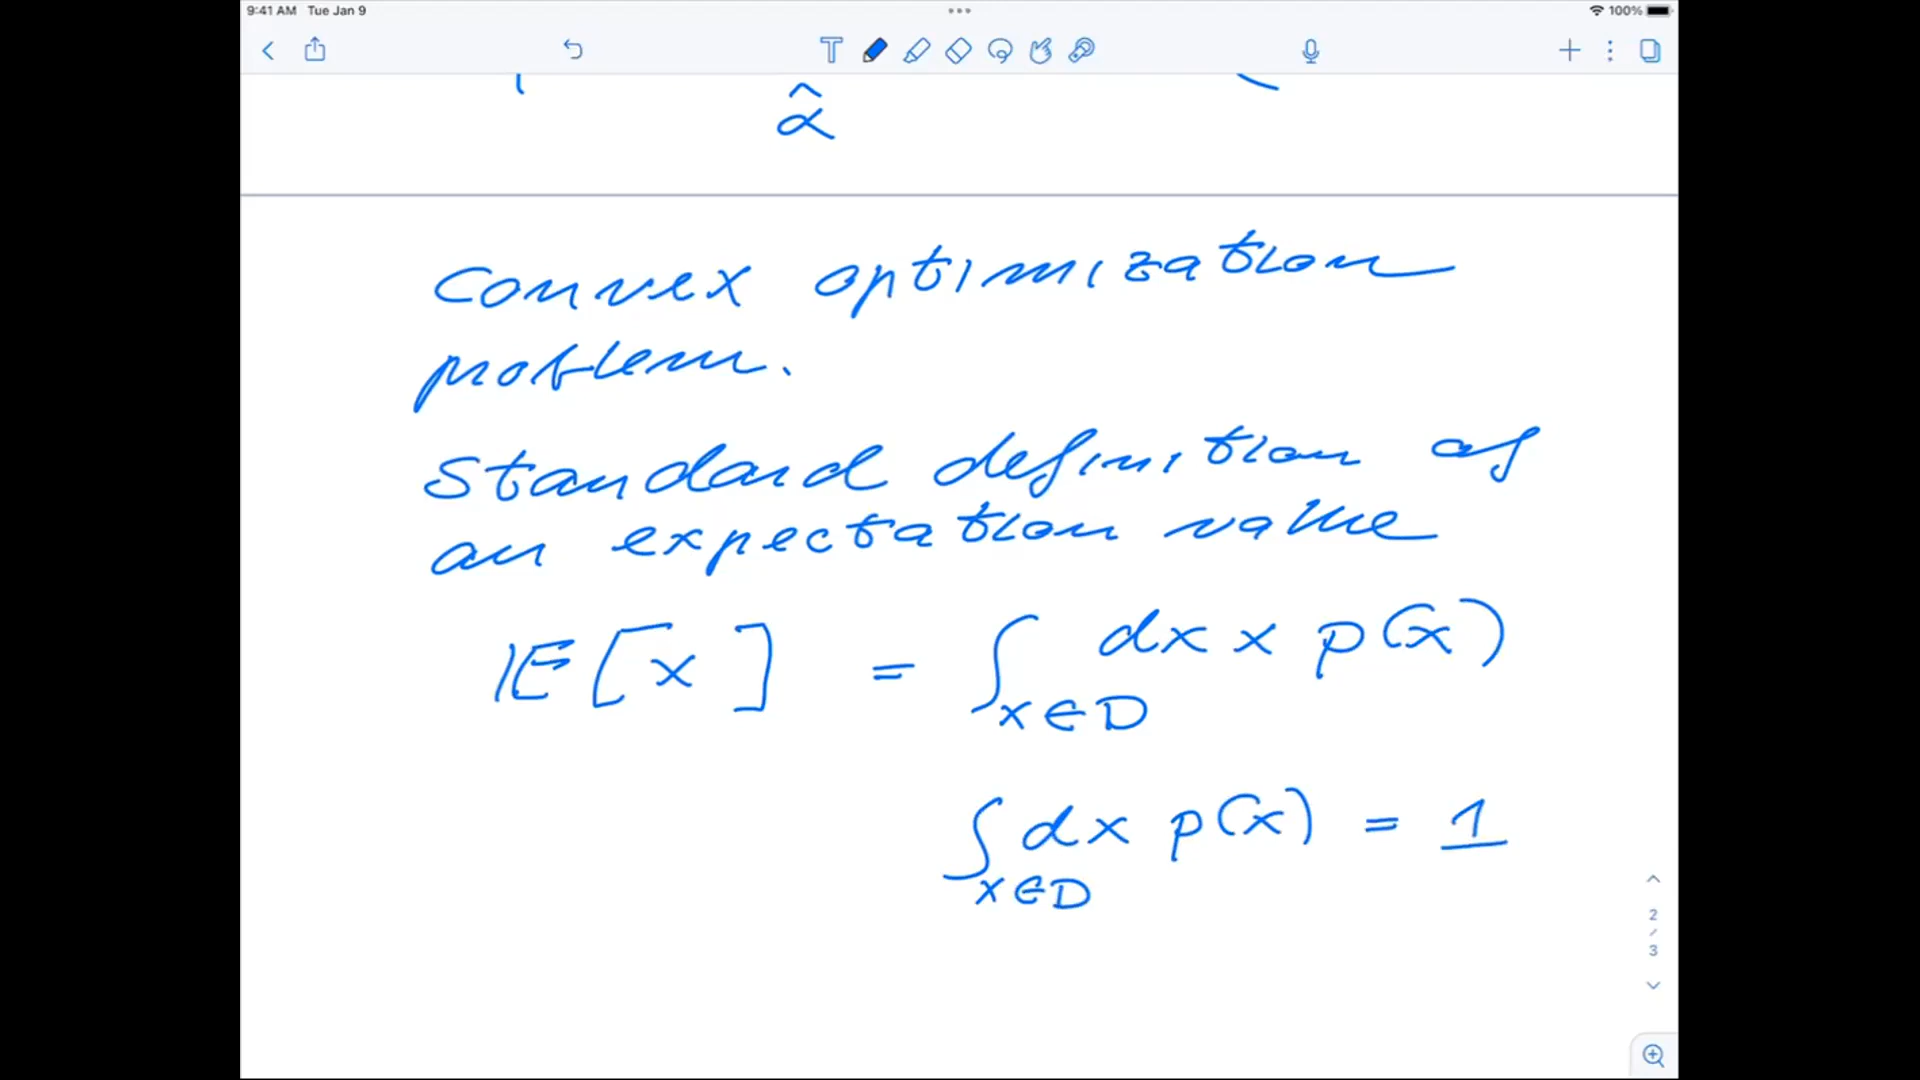 9:41 AM Tue Jan 9
100%
α̂
Convex optimization
problem.
Standard definition of
an expectation value
𝔼[x] = ∫_{x∈D} dx x p(x)
∫_{x∈D} dx p(x) = 1
2
/
3